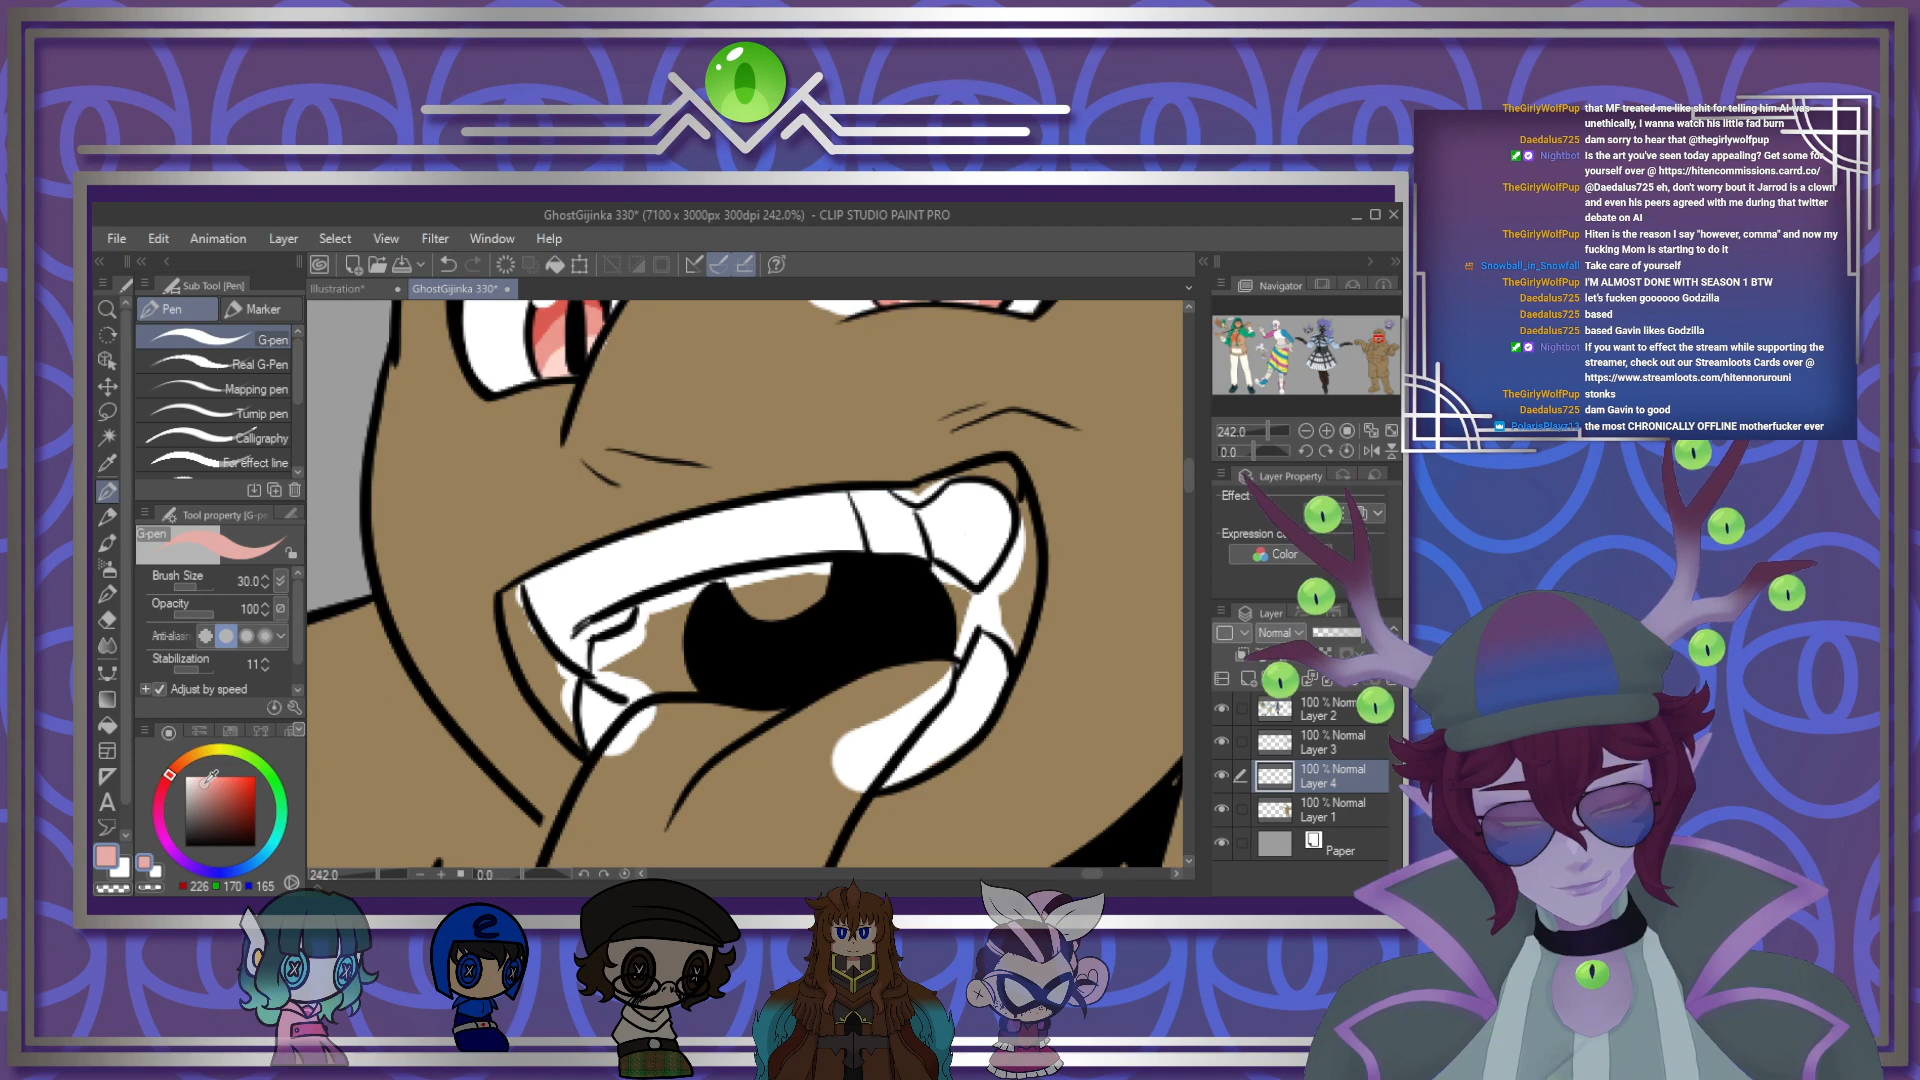 TheGirlyWolfPup that MF treated me like shit for telling him AI was
unethically, I wanna watch his little fad burn
Daedalus725 dam sorry to hear that @thegirlywolfpup
Nightbot Is the art you've seen today appealing? Get some for
yourself over @ https://hitencommissions.carrd.co/
TheGirlyWolfPup @Daedalus725 eh, don't worry bout it Jarrod is a clown
and even his peers agreed with me during that twitter
debate on AI
TheGirlyWolfPup Hiten is the reason I say "however, comma" and now my
fucking Mom is starting to do it
Snowball_in_Snowfall Take care of yourself
TheGirlyWolfPup I'M ALMOST DONE WITH SEASON 1 BTW
Daedalus725 let's fucken goooooo Godzilla
Daedalus725 based
Daedalus725 based Gavin likes Godzilla
Nightbot If you want to effect the stream while supporting the
streamer, check out our Streamloots Cards over @
https://www.streamloots.com/hitennorurouni
TheGirlyWolfPup stonks
Daedalus725 dam Gavin to good
PolarisPlayz13 the most CHRONICALLY OFFLINE motherfucker ever
GhostGijinka 330* (7100 x 3000px 300dpi 242.0%) - CLIP STUDIO PAINT PRO
File Edit Animation Layer Select View Filter Window Help
Sub Tool [Pen]
Illustration* GhostGijinka 330*
Navigator
Pen Marker
G-pen
Real G-Pen
Mapping pen
Turnip pen
Calligraphy
For effect line
Tool property [G-pe
G-pen
Brush Size 30.0
Opacity 100
Anti-alias
Stabilization 11
Adjust by speed
226 170 165
242.0 0.0
242.0
0.0
Layer Property
Effect
Expression co
Color
Layer
Normal
100 % Norm
Layer 2
100 % Normal
Layer 3
100 % Normal
Layer 4
100 % Normal
Layer 1
Paper